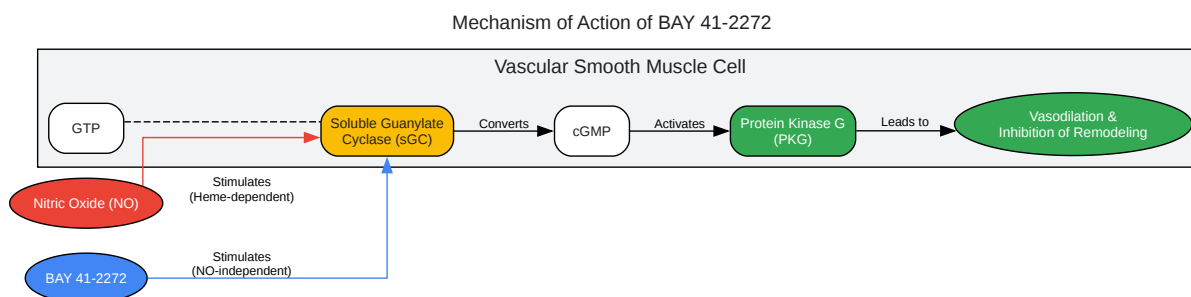 Mechanism of Action of BAY 41-2272
Vascular Smooth Muscle Cell
GTP
Soluble Guanylate
Cyclase (sGC)
Converts
cGMP
Activates
Protein Kinase G
(PKG)
Leads to
Vasodilation &
Inhibition of Remodeling
Nitric Oxide (NO)
Stimulates
(Heme-dependent)
BAY 41-2272
Stimulates
(NO-independent)